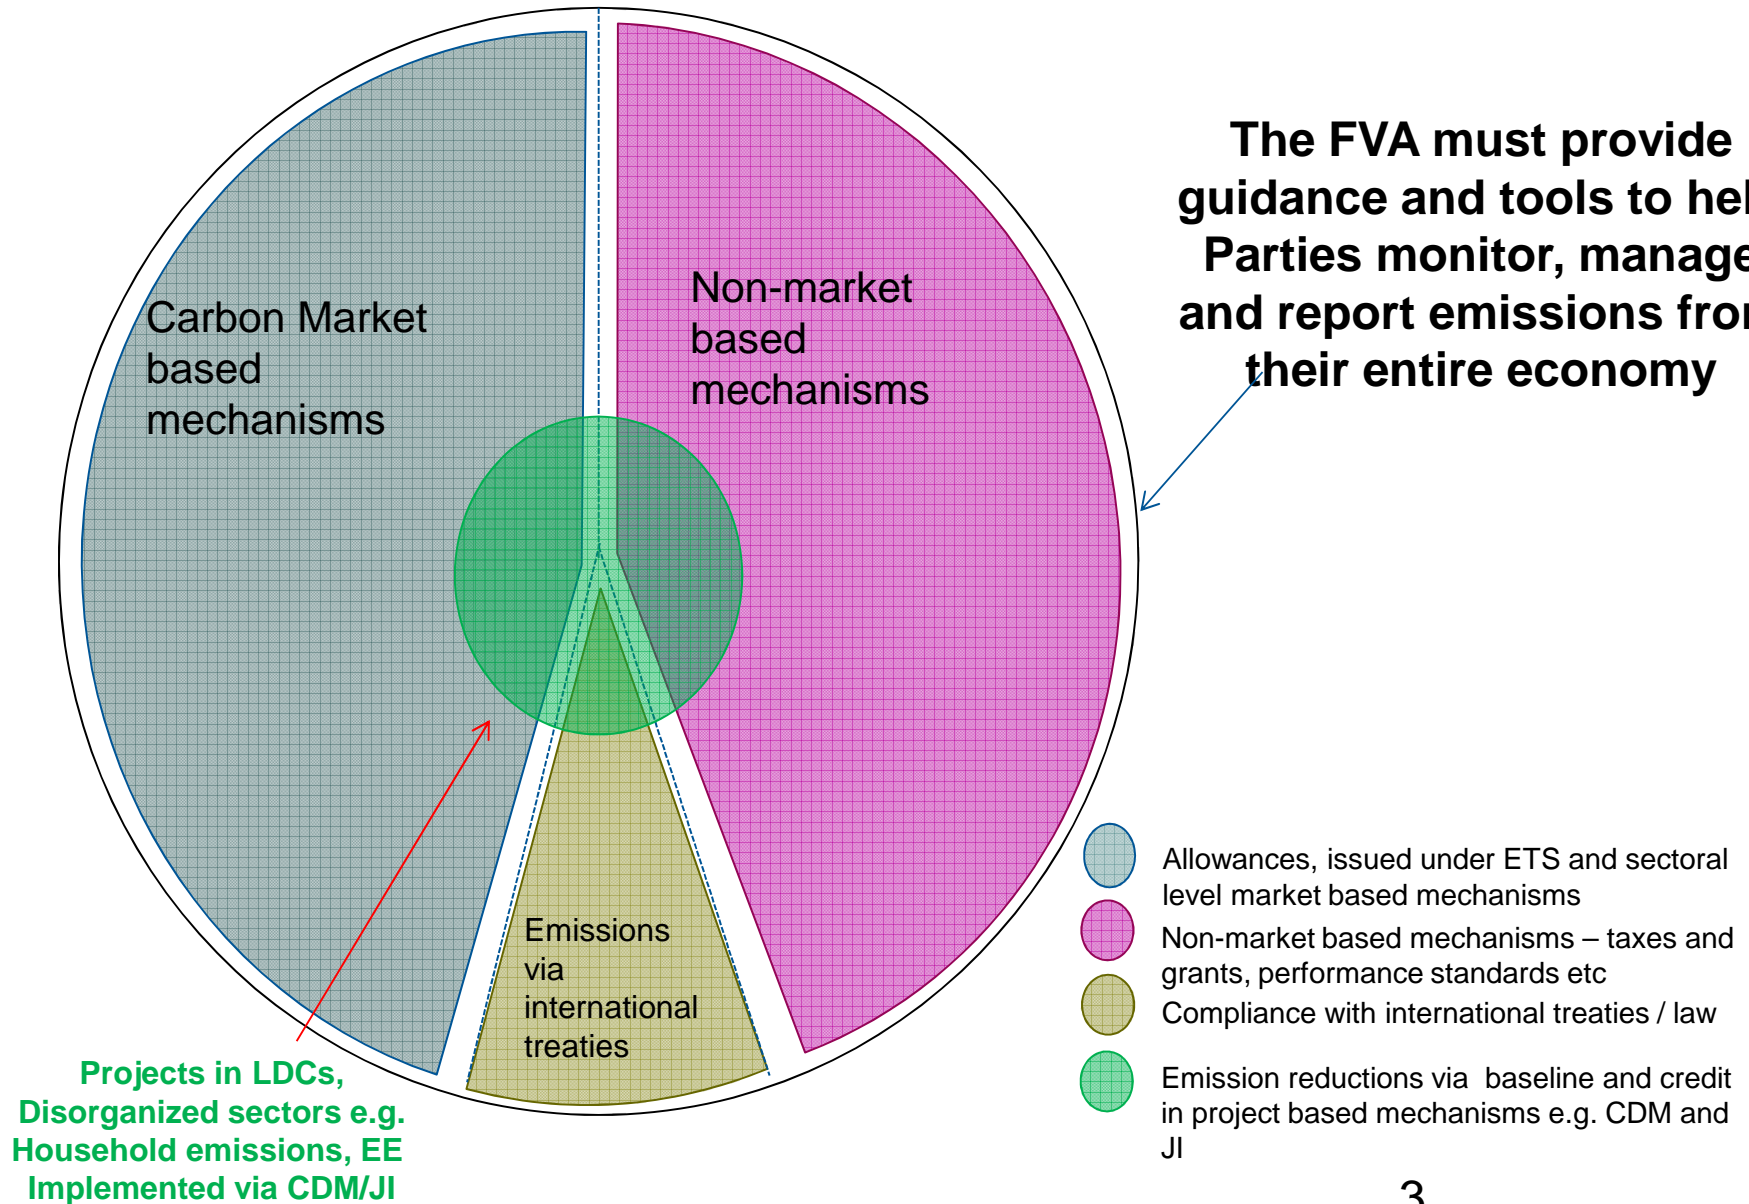 The FVA must provide
guidance and tools to hel
Parties monitor, manage
and report emissions from
their entire economy
Carbon Market
based
mechanisms
Non-market
based
mechanisms
Emissions
via
international
treaties
Allowances, issued under ETS and sectoral
level market based mechanisms
Non-market based mechanisms – taxes and
grants, performance standards etc
Compliance with international treaties / law
Emission reductions via baseline and credit
in project based mechanisms e.g. CDM and
JI
Projects in LDCs,
Disorganized sectors e.g.
Household emissions, EE
Implemented via CDM/JI
3